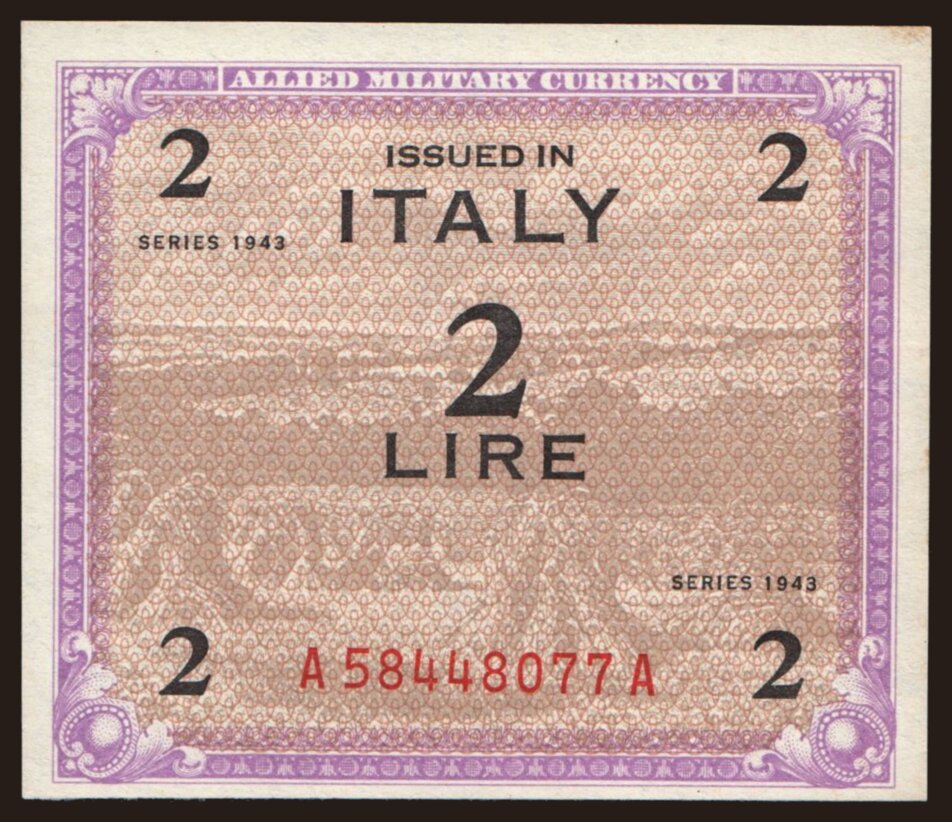 ALLIED MILITARY CURRENCY
2 ISSUED IN 2
ITALY
SERIES 1943
2
LIRE
SERIES 1943
2 A58448077A 2